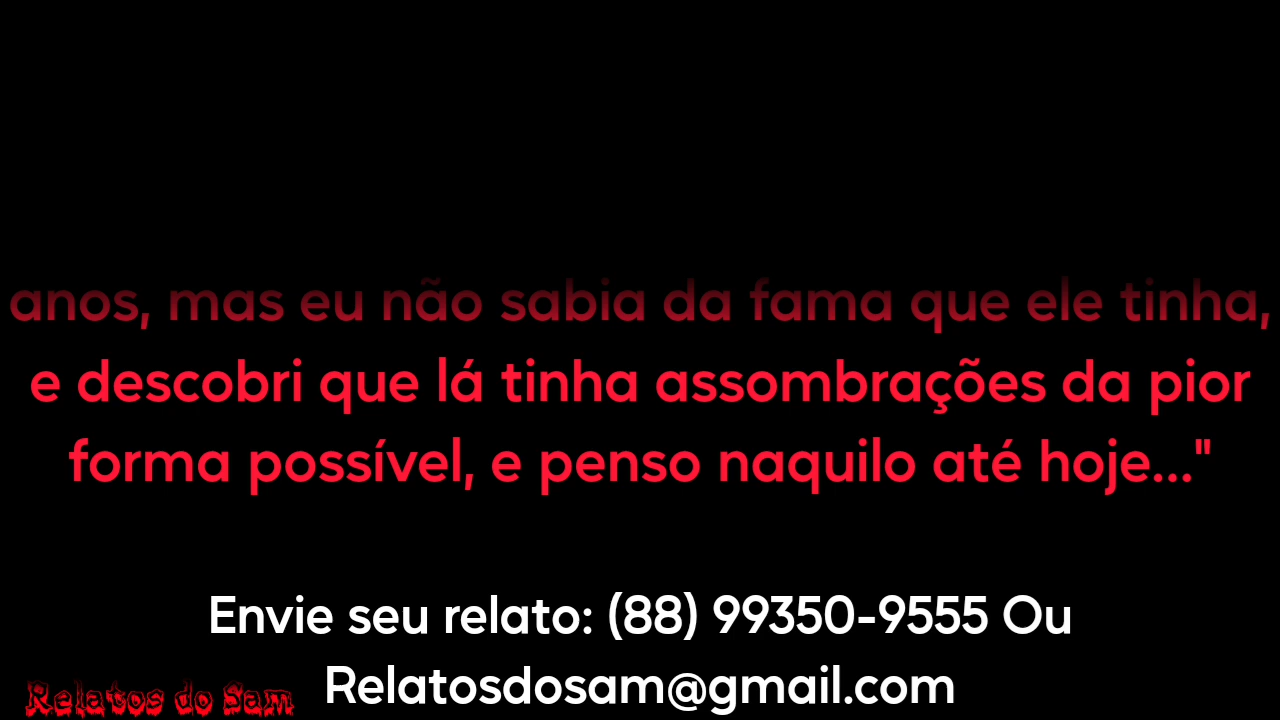 anos, mas eu não sabia da fama que ele tinha,
e descobri que lá tinha assombrações da pior
forma possível, e penso naquilo até hoje..."
Envie seu relato: (88) 99350-9555 Ou
Relatosdosam@gmail.com
Relatos do Sam